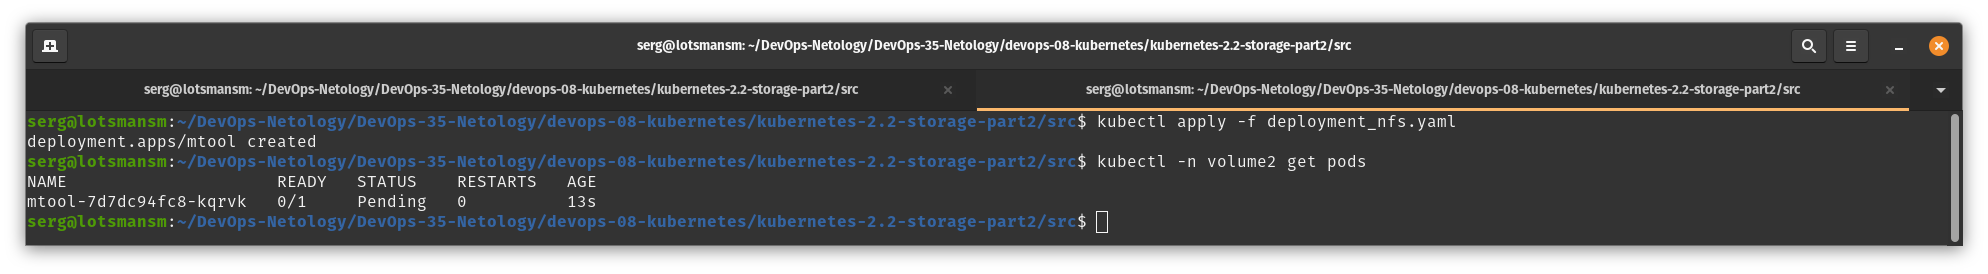 serg@lotsmansm: ~/DevOps-Netology/DevOps-35-Netology/devops-08-kubernetes/kubernetes-2.2-storage-part2/src
serg@lotsmansm: ~/DevOps-Netology/DevOps-35-Netology/devops-08-kubernetes/kubernetes-2.2-storage-part2/src
serg@lotsmansm: ~/DevOps-Netology/DevOps-35-Netology/devops-08-kubernetes/kubernetes-2.2-storage-part2/src
serg@lotsmansm:~/DevOps-Netology/DevOps-35-Netology/devops-08-kubernetes/kubernetes-2.2-storage-part2/src$ kubectl apply -f deployment_nfs.yaml
deployment.apps/mtool created
serg@lotsmansm:~/DevOps-Netology/DevOps-35-Netology/devops-08-kubernetes/kubernetes-2.2-storage-part2/src$ kubectl -n volume2 get pods
NAME                     READY   STATUS    RESTARTS   AGE
mtool-7d7dc94fc8-kqrvk   0/1     Pending   0          13s
serg@lotsmansm:~/DevOps-Netology/DevOps-35-Netology/devops-08-kubernetes/kubernetes-2.2-storage-part2/src$